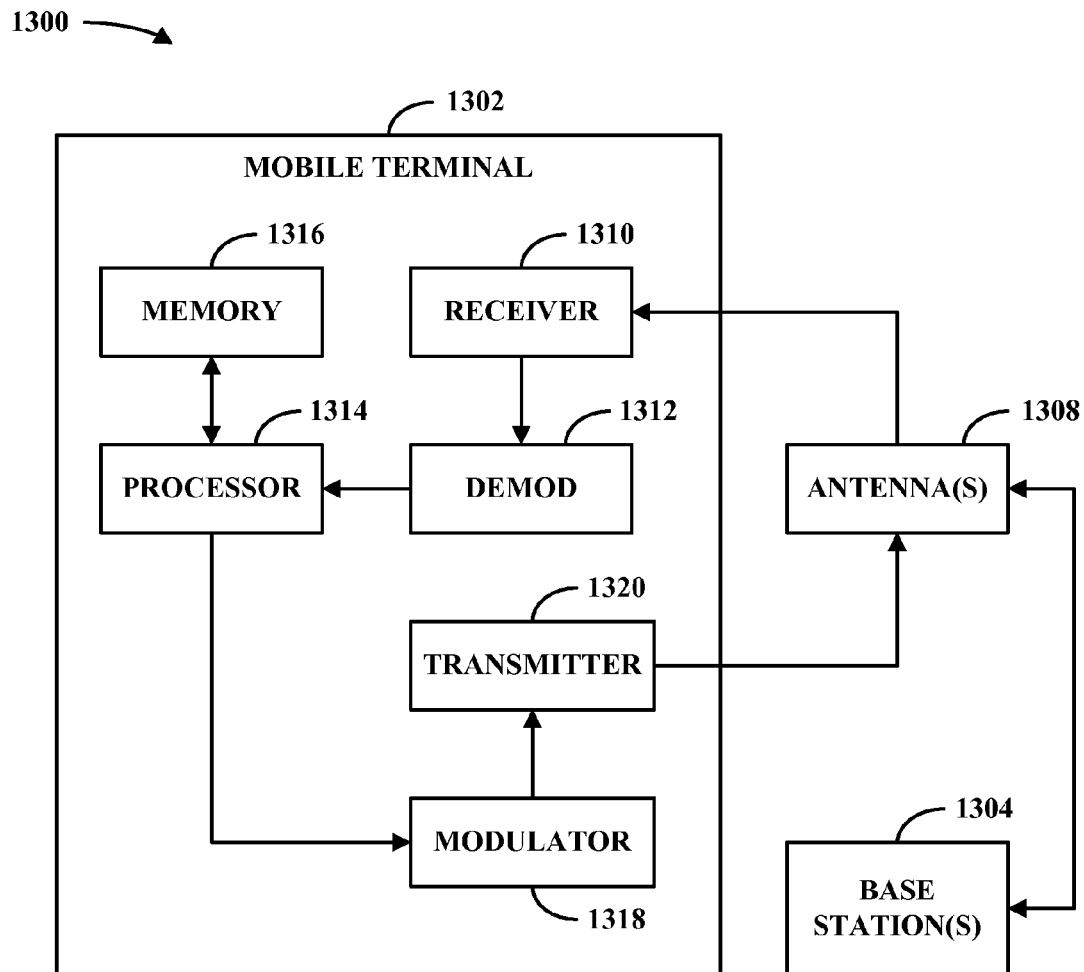 1300
1302
MOBILE TERMINAL
1316
1310
MEMORY
RECEIVER
1314
1312
1308
PROCESSOR
DEMOD
ANTENNA(S)
1320
TRANSMITTER
1304
MODULATOR
BASE
STATION(S)
1318